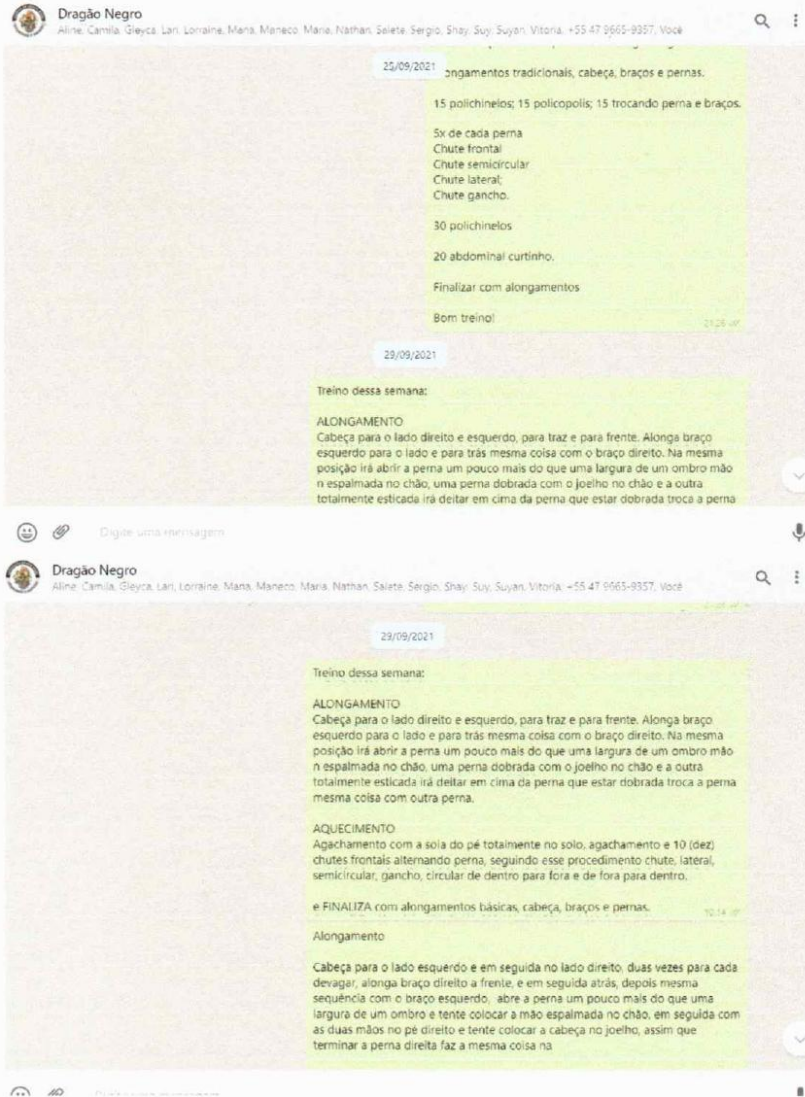 Dragão Negro
Aline, Camila, Gleyca, Lari, Lorraine, Mana, Maneco, Maria, Nathan, Salete, Sergio, Shay, Suy, Suyan, Vitoria, +55 47 9665-9357, Você
25/09/2021
ongamentos tradicionais, cabeça, braços e pernas.
15 polichinelos; 15 policopolis; 15 trocando perna e braços.
5x de cada perna
Chute frontal
Chute semicircular
Chute lateral;
Chute gancho.
30 polichinelos
20 abdominal curtinho.
Finalizar com alongamentos
Bom treino!
29/09/2021
Treino dessa semana:
ALONGAMENTO
Cabeça para o lado direito e esquerdo, para traz e para frente. Alonga braço
esquerdo para o lado e para trás mesma coisa com o braço direito. Na mesma
posição irá abrir a perna um pouco mais do que uma largura de um ombro mão
n espalmada no chão, uma perna dobrada com o joelho no chão e a outra
totalmente esticada irá deitar em cima da perna que estar dobrada troca a perna
Digite uma mensagem
Dragão Negro
Aline, Camila, Gleyca, Lari, Lorraine, Mana, Maneco, Maria, Nathan, Salete, Sergio, Shay, Suy, Suyan, Vitoria, +55 47 9665-9357, Você
29/09/2021
Treino dessa semana:
ALONGAMENTO
Cabeça para o lado direito e esquerdo, para traz e para frente. Alonga braço
esquerdo para o lado e para trás mesma coisa com o braço direito. Na mesma
posição irá abrir a perna um pouco mais do que uma largura de um ombro mão
n espalmada no chão, uma perna dobrada com o joelho no chão e a outra
totalmente esticada irá deitar em cima da perna que estar dobrada troca a perna
mesma coisa com outra perna.
AQUECIMENTO
Agachamento com a sola do pé totalmente no solo, agachamento e 10 (dez)
chutes frontais alternando perna, seguindo esse procedimento chute, lateral,
semicircular, gancho, circular de dentro para fora e de fora para dentro.
e FINALIZA com alongamentos básicas, cabeça, braços e pernas.
Alongamento
Cabeça para o lado esquerdo e em seguida no lado direito, duas vezes para cada
devagar, alonga braço direito a frente, e em seguida atrás, depois mesma
sequência com o braço esquerdo, abre a perna um pouco mais do que uma
largura de um ombro e tente colocar a mão espalmada no chão, em seguida com
as duas mãos no pé direito e tente colocar a cabeça no joelho, assim que
terminar a perna direita faz a mesma coisa na